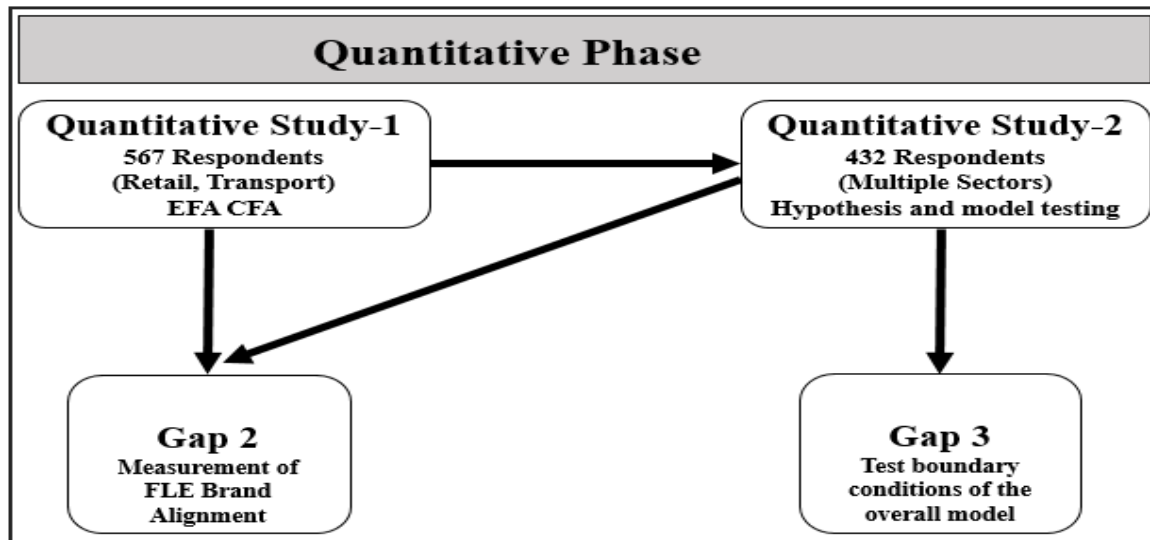 Quantitative Phase
Quantitative Study-1
567 Respondents
(Retail, Transport)
EFA CFA
Quantitative Study-2
432 Respondents
(Multiple Sectors)
Hypothesis and model testing
Gap 2
Measurement of
FLE Brand
Alignment
Gap 3
Test boundary
conditions of the
overall model